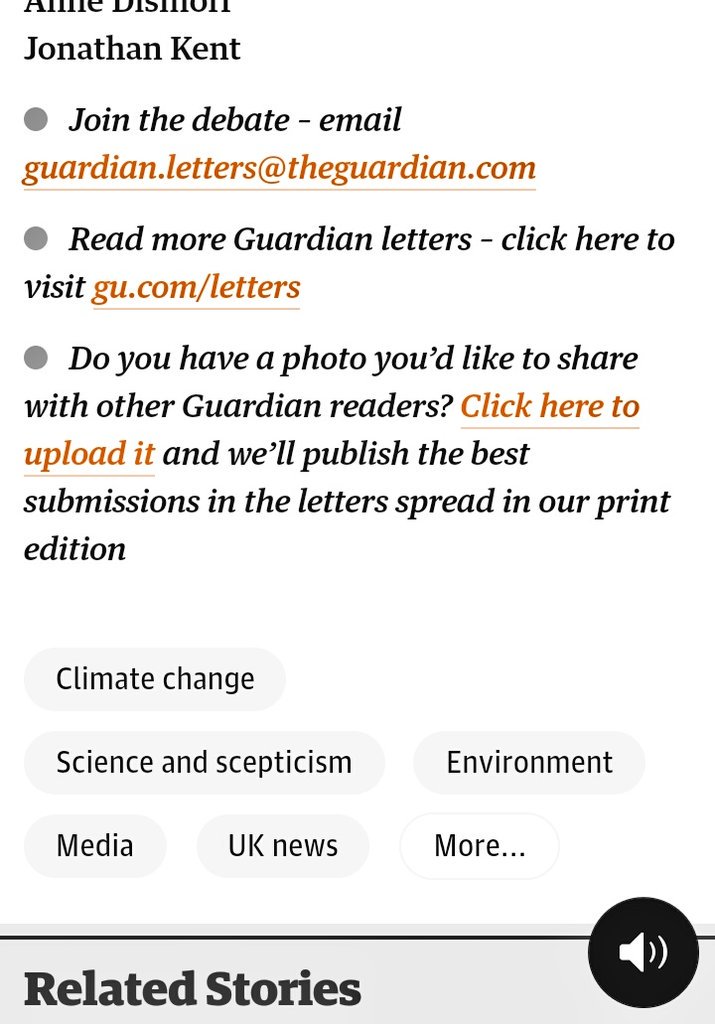 Jonathan Kent
Join the debate – email
guardian.letters@theguardian.com
Read more Guardian letters – click here to
visit gu.com/letters
Do you have a photo you’d like to share
with other Guardian readers? Click here to
upload it and we’ll publish the best
submissions in the letters spread in our print
edition
Climate change
Science and scepticism Environment
Media UK news More...
Related Stories